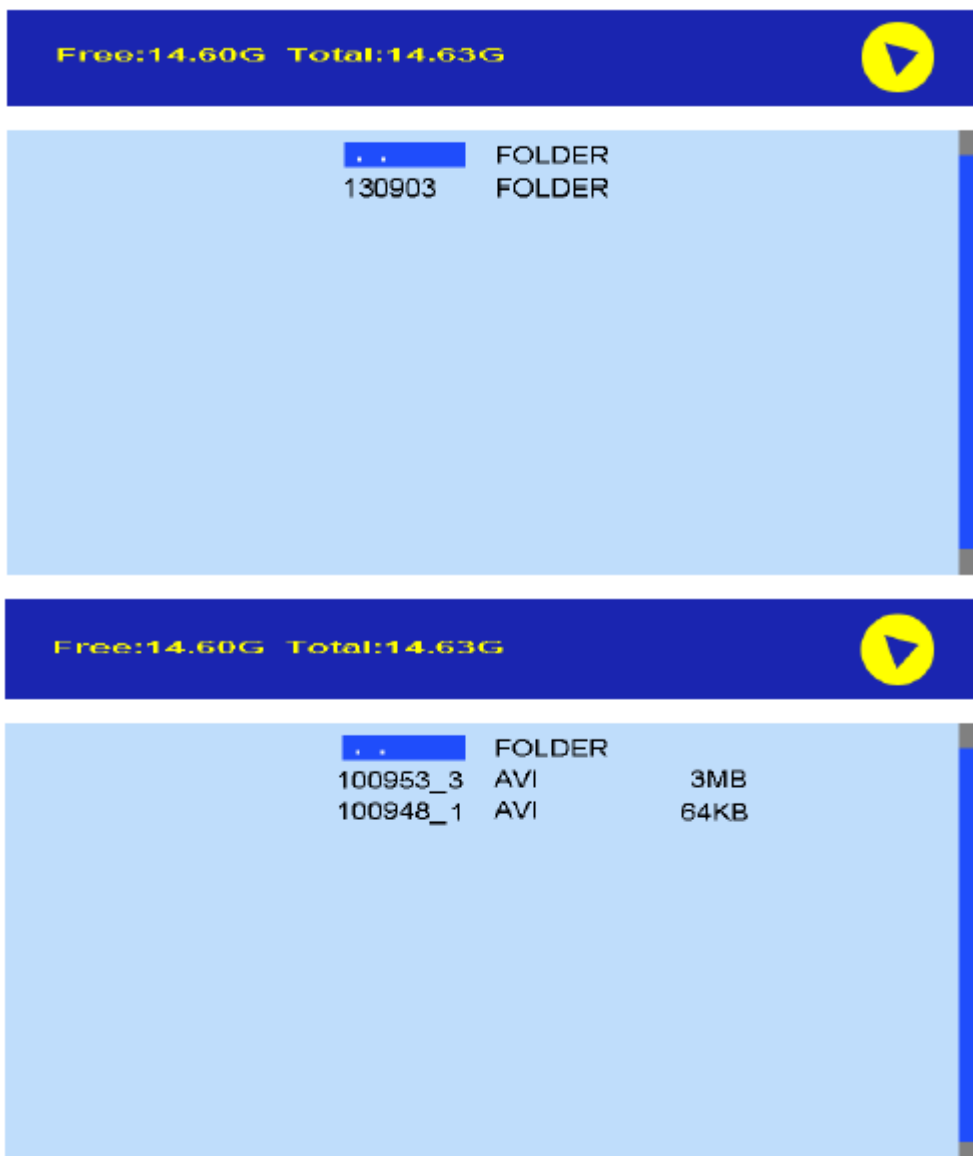 Free:14.60G Total:14.63G
. . FOLDER
130903 FOLDER
Free:14.60G Total:14.63G
. . FOLDER
100953_3 AVI 3MB
100948_1 AVI 64KB